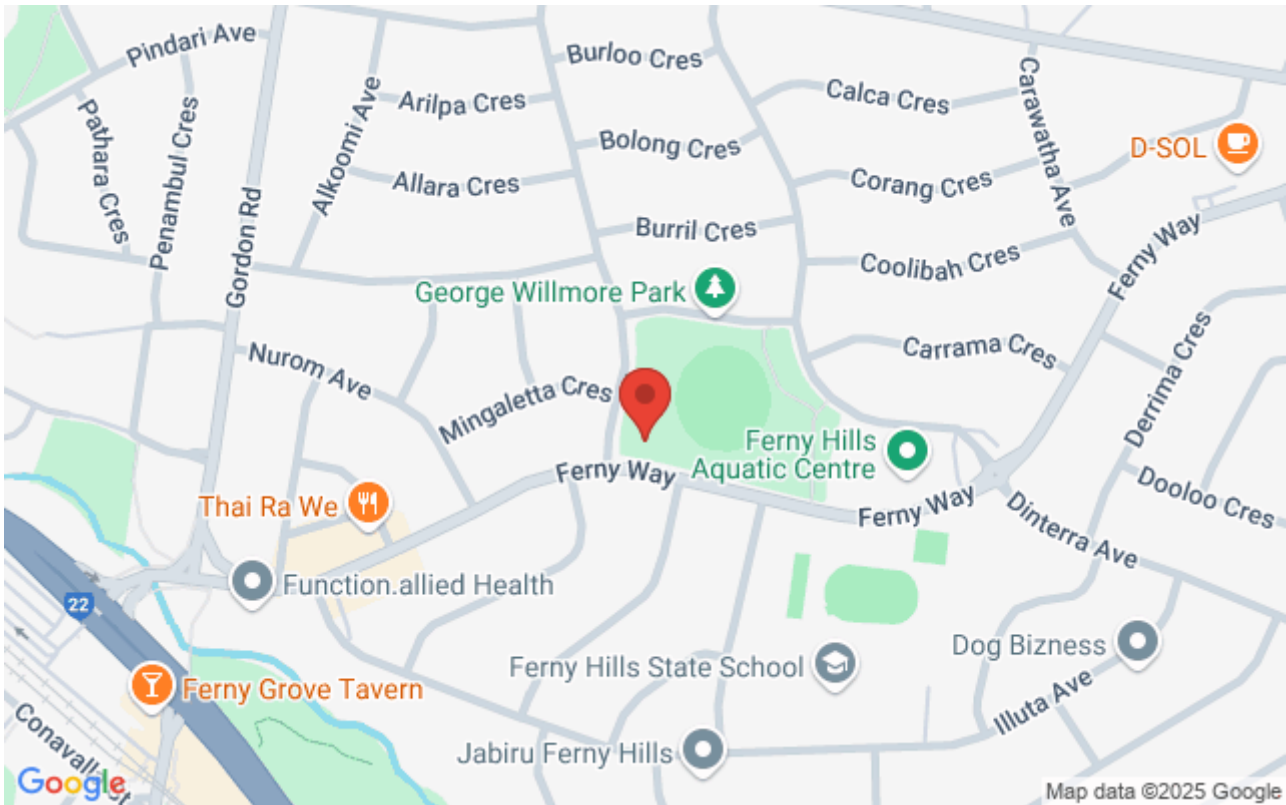 Pindari Ave
Burloo Cres
Carawatha Ave
Calca Cres
Pathara Cres
Penambul Cres
Alkoomi Ave
Arilpa Cres
Bolong Cres
D-SOL
Allara Cres
Corang Cres
Gordon Rd
Burril Cres
Coolibah Cres
Ferny Way
George Willmore Park
Nurom Ave
Carrama Cres
Derrima Cres
Mingaletta Cres
Ferny Hills
Aquatic Centre
Ferny Way
Dooloo Cres
Thai Ra We
Ferny Way
Dinterra Ave
Function.allied Health
22
Ferny Hills State School
Dog Bizness
Ferny Grove Tavern
Illuta Ave
Jabiru Ferny Hills
Google
Map data ©2025 Google